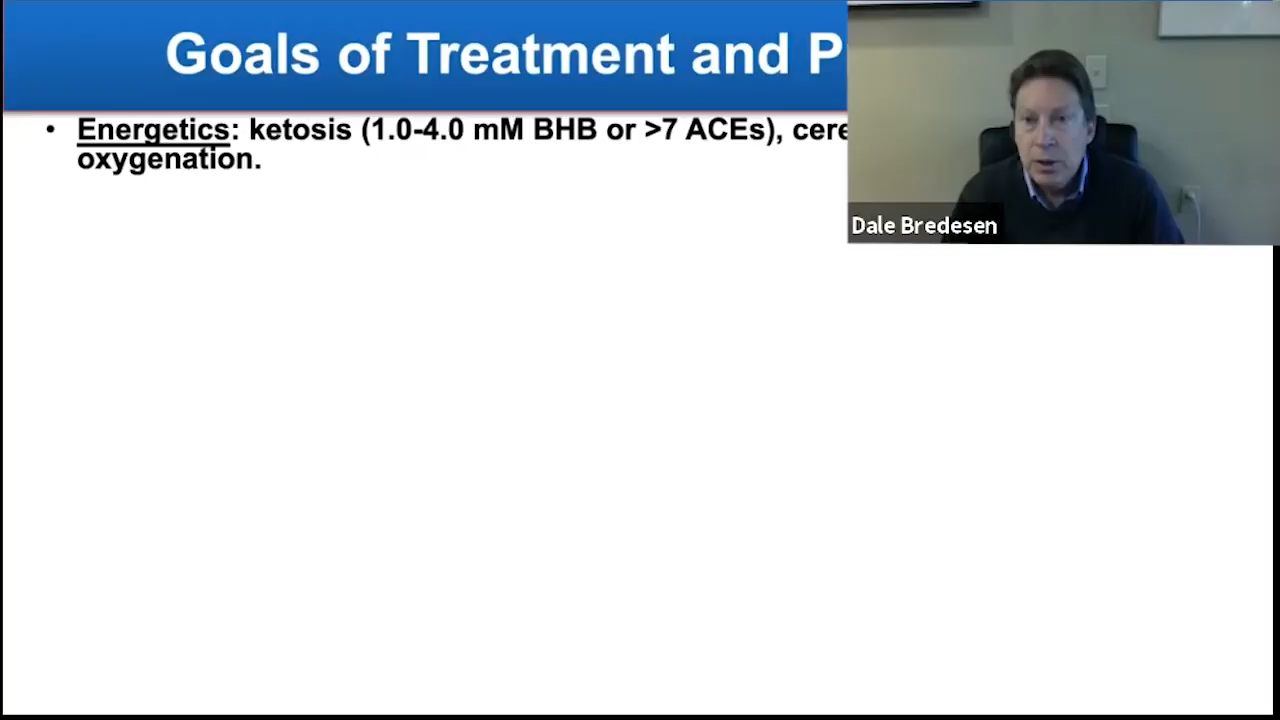 Goals of Treatment and P
• Energetics: ketosis (1.0-4.0 mM BHB or >7 ACEs), cere
oxygenation.
Dale Bredesen